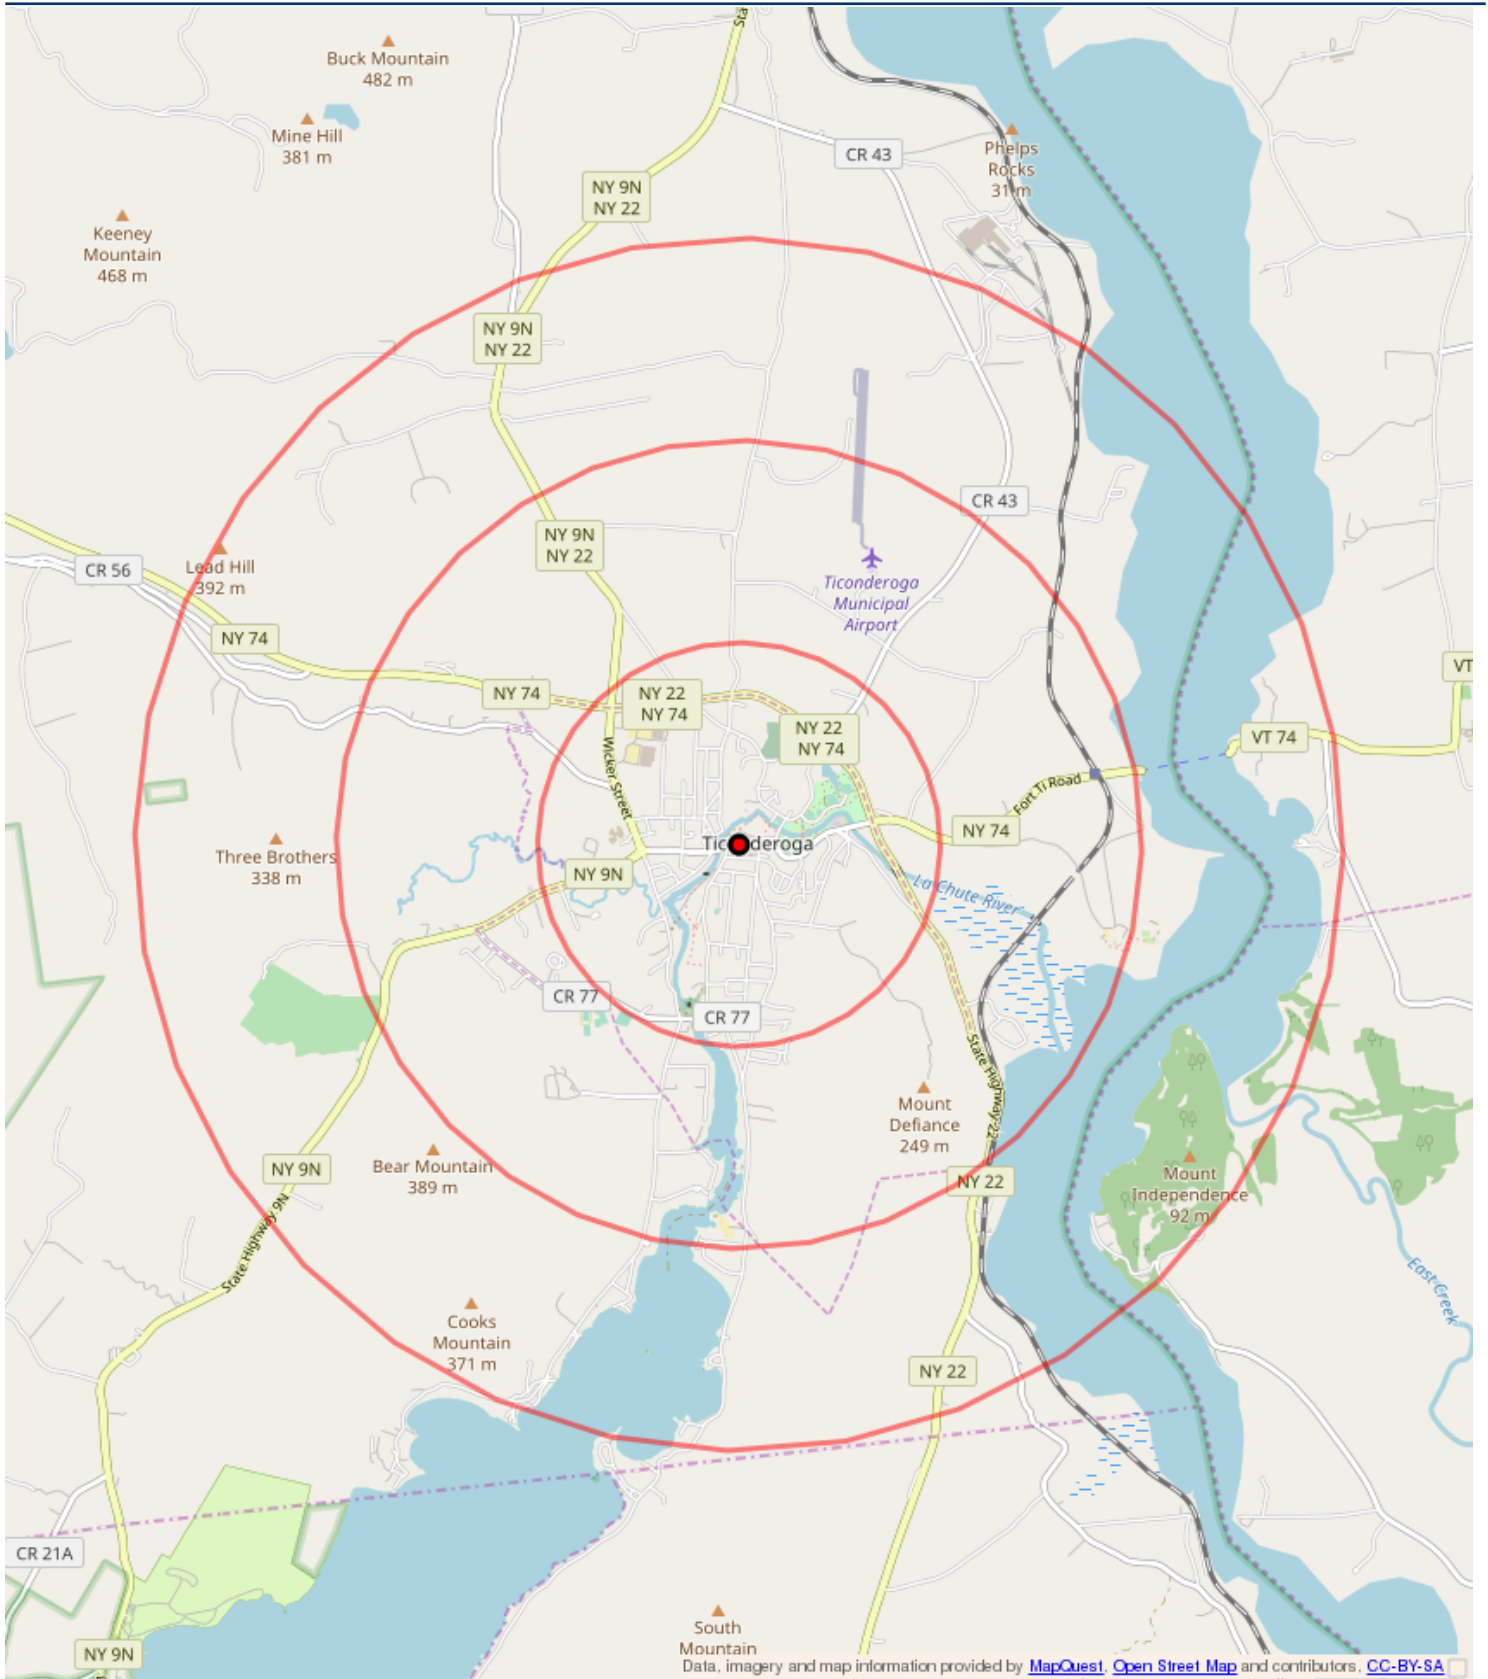 Sta
Buck Mountain
482 m
Mine Hill
381 m
CR 43
Phelps
Rocks
31 m
NY 9N
NY 22
Keeney
Mountain
468 m
NY 9N
NY 22
CR 43
NY 9N
NY 22
Lead Hill
392 m
CR 56
Ticonderoga
Municipal
Airport
NY 74
NY 74
NY 22
NY 74
NY 22
NY 74
VT
VT 74
Wicker Street
Fort Ti Road
NY 74
Ticonderoga
Three Brothers
338 m
NY 9N
La Chute River
CR 77
CR 77
State Highway 22
Mount
Defiance
249 m
Bear Mountain
389 m
NY 9N
NY 22
Mount
Independence
92 m
State Highway 9N
East Creek
Cooks
Mountain
371 m
NY 22
CR 21A
South
Mountain
NY 9N
Data, imagery and map information provided by MapQuest, Open Street Map and contributors, CC-BY-SA